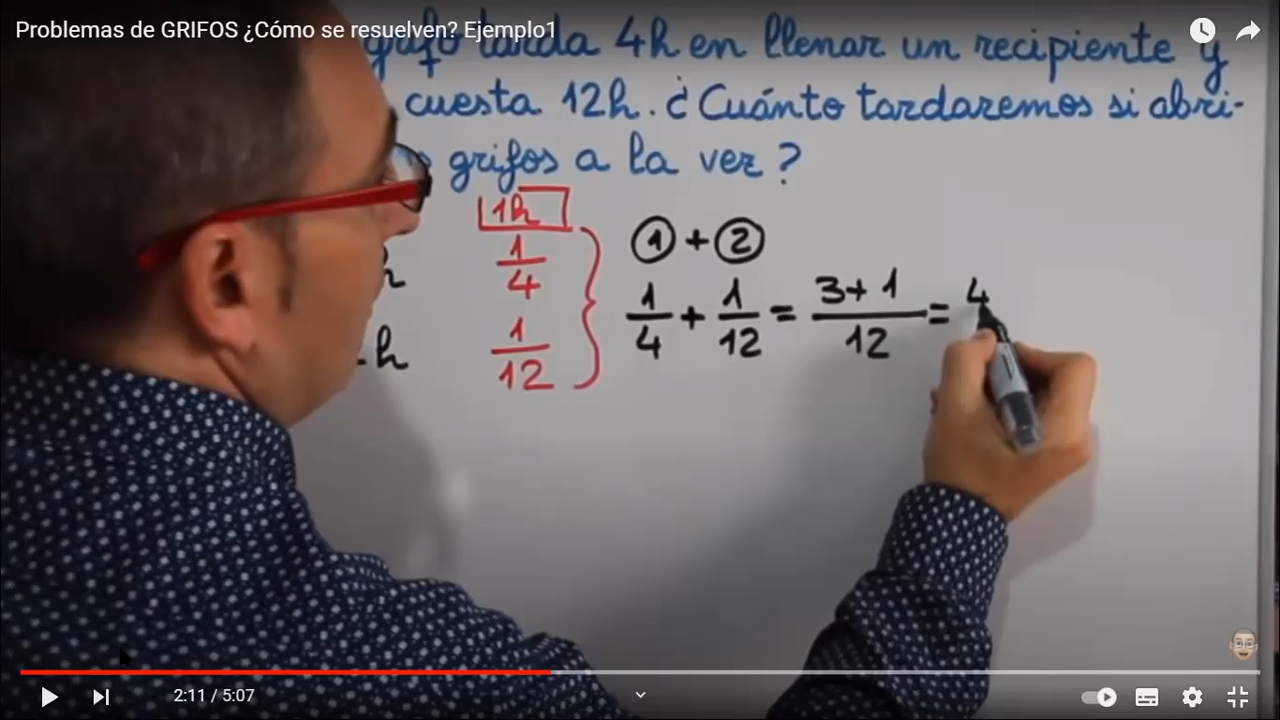 Problemas de GRIFOS ¿Cómo se resuelven? Ejemplo1
grifo tarda 4h en llenar un recipiente y
cuesta 12h. ¿Cuánto tardaremos si abri-
grifos a la vez?
1h
1 + 2
h 1/4
1/4 + 1/12 = 3+1/12 = 4
h 1/12
2:11 / 5:07